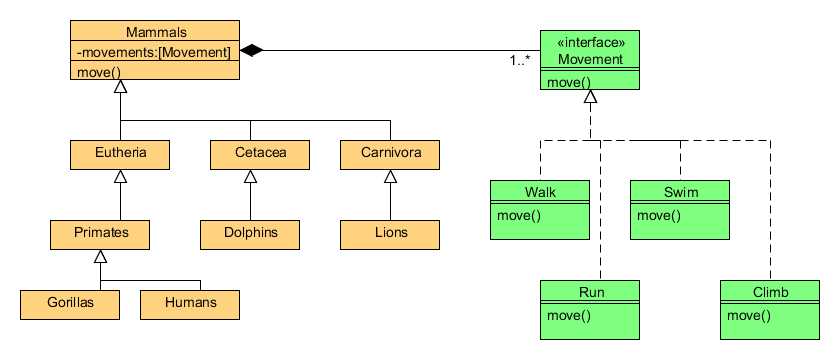 Mammals
-movements:[Movement]
move()
1..*
«interface»
Movement
move()
Eutheria
Cetacea
Carnivora
Primates
Dolphins
Lions
Gorillas
Humans
Walk
move()
Swim
move()
Run
move()
Climb
move()